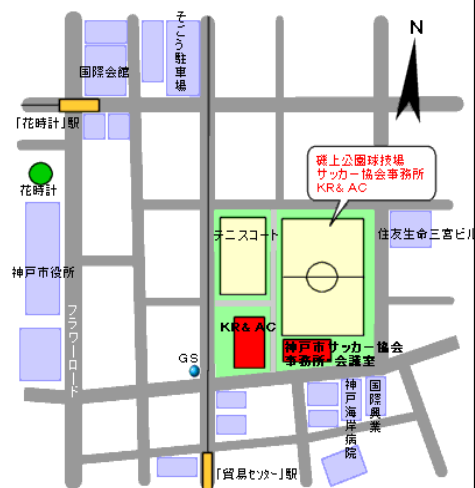 そごう駐車場
N
国際会館
「花時計」駅
磯上公園球技場
サッカー協会事務所
KR& AC
花時計
テニスコート
住友生命三宮ビル
神戸市役所
フラワーロード
KR& AC
神戸市サッカー協会
事務所 会議室
GS
神戸海岸病院
国際興業
「貿易センター」駅